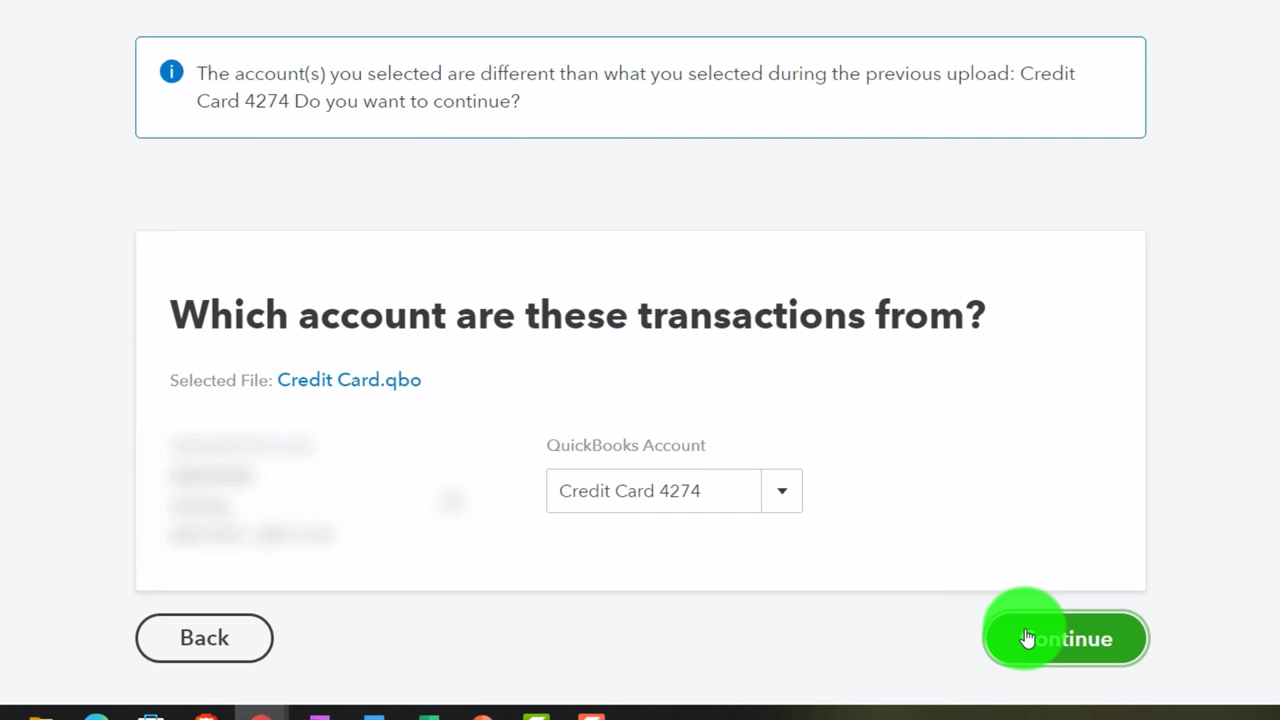 The account(s) you selected are different than what you selected during the previous upload: Credit
Card 4274 Do you want to continue?
Which account are these transactions from?
Selected File: Credit Card.qbo
QuickBooks Account
Credit Card 4274
Back
Continue